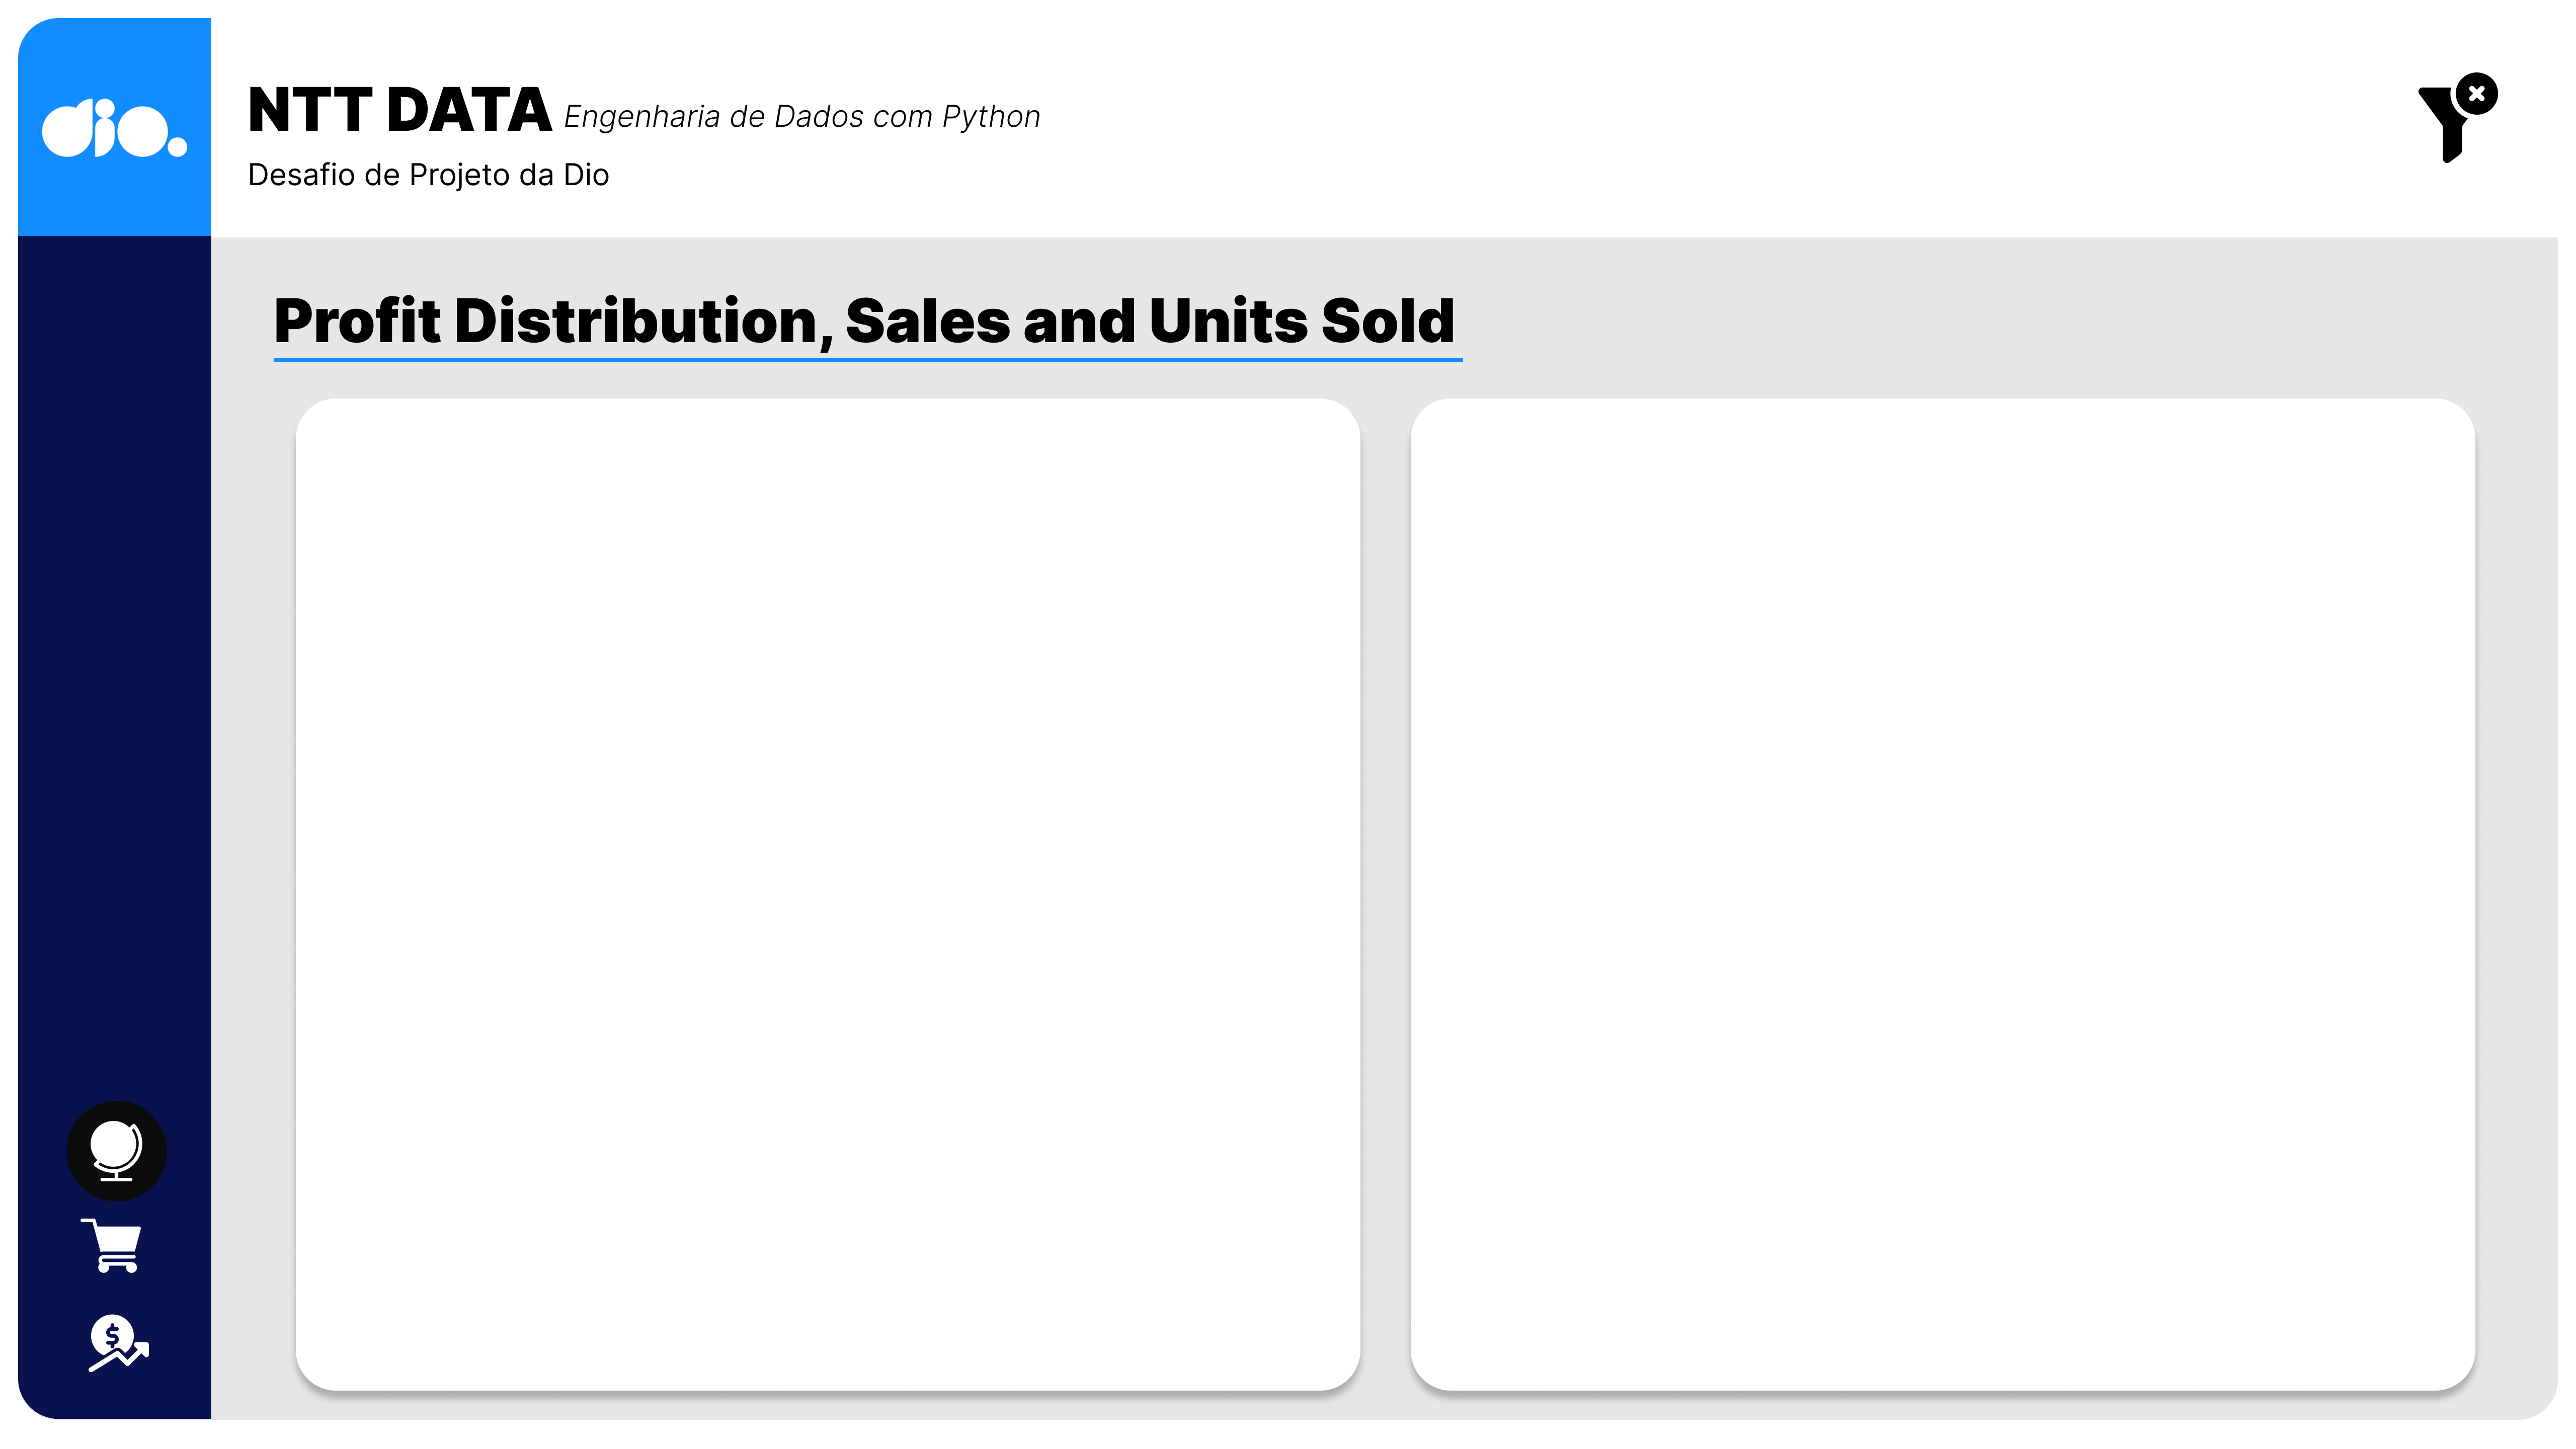 dio.
NTT DATA Engenharia de Dados com Python
Desafio de Projeto da Dio
Profit Distribution, Sales and Units Sold
$